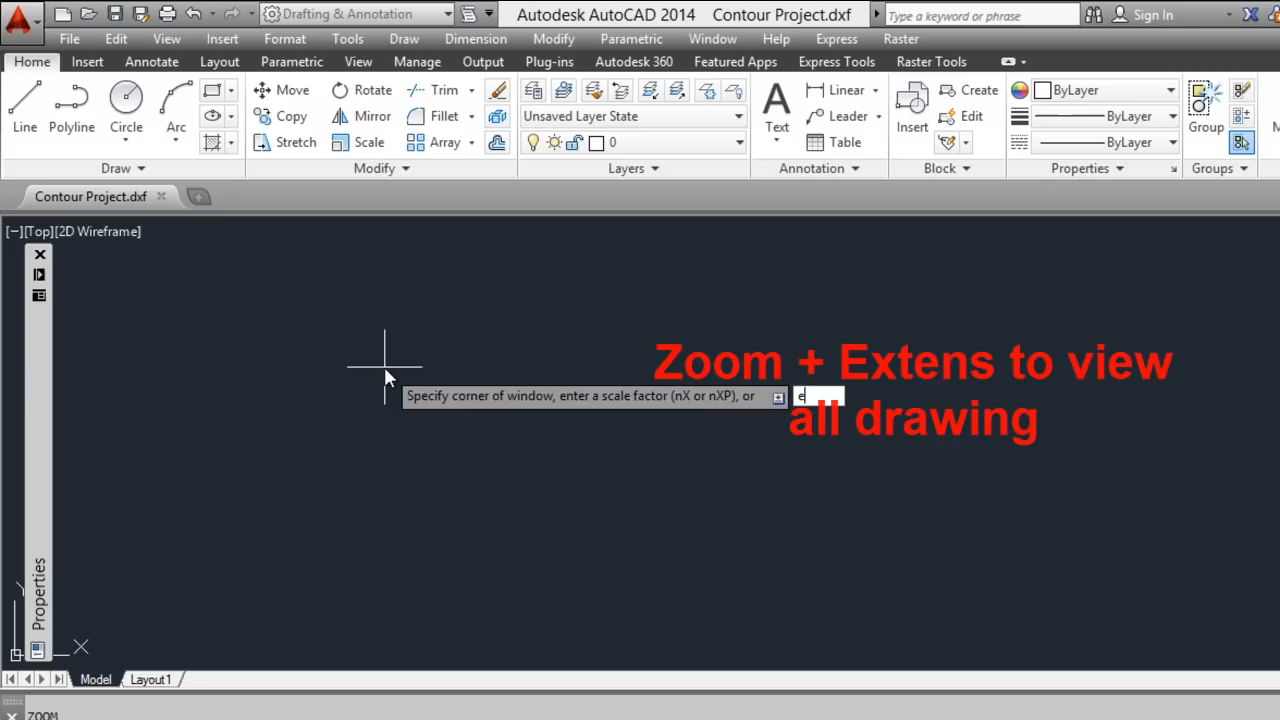 Drafting & Annotation
Autodesk AutoCAD 2014 Contour Project.dxf
Type a keyword or phrase
Sign In
File Edit View Insert Format Tools Draw Dimension Modify Parametric Window Help Express Raster
Home Insert Annotate Layout Parametric View Manage Output Plug-ins Autodesk 360 Featured Apps Express Tools Raster Tools
Move Rotate Trim
Copy Mirror Fillet
Stretch Scale Array
Line Polyline Circle Arc
Unsaved Layer State
0
Text
Linear
Leader
Table
Insert
Create
Edit
ByLayer
ByLayer
ByLayer
Group
Draw Modify Layers Annotation Block Properties Groups
Contour Project.dxf
[–][Top][2D Wireframe]
Zoom + Extens to view
all drawing
Specify corner of window, enter a scale factor (nX or nXP), or e
Properties
Model Layout1
ZOOM